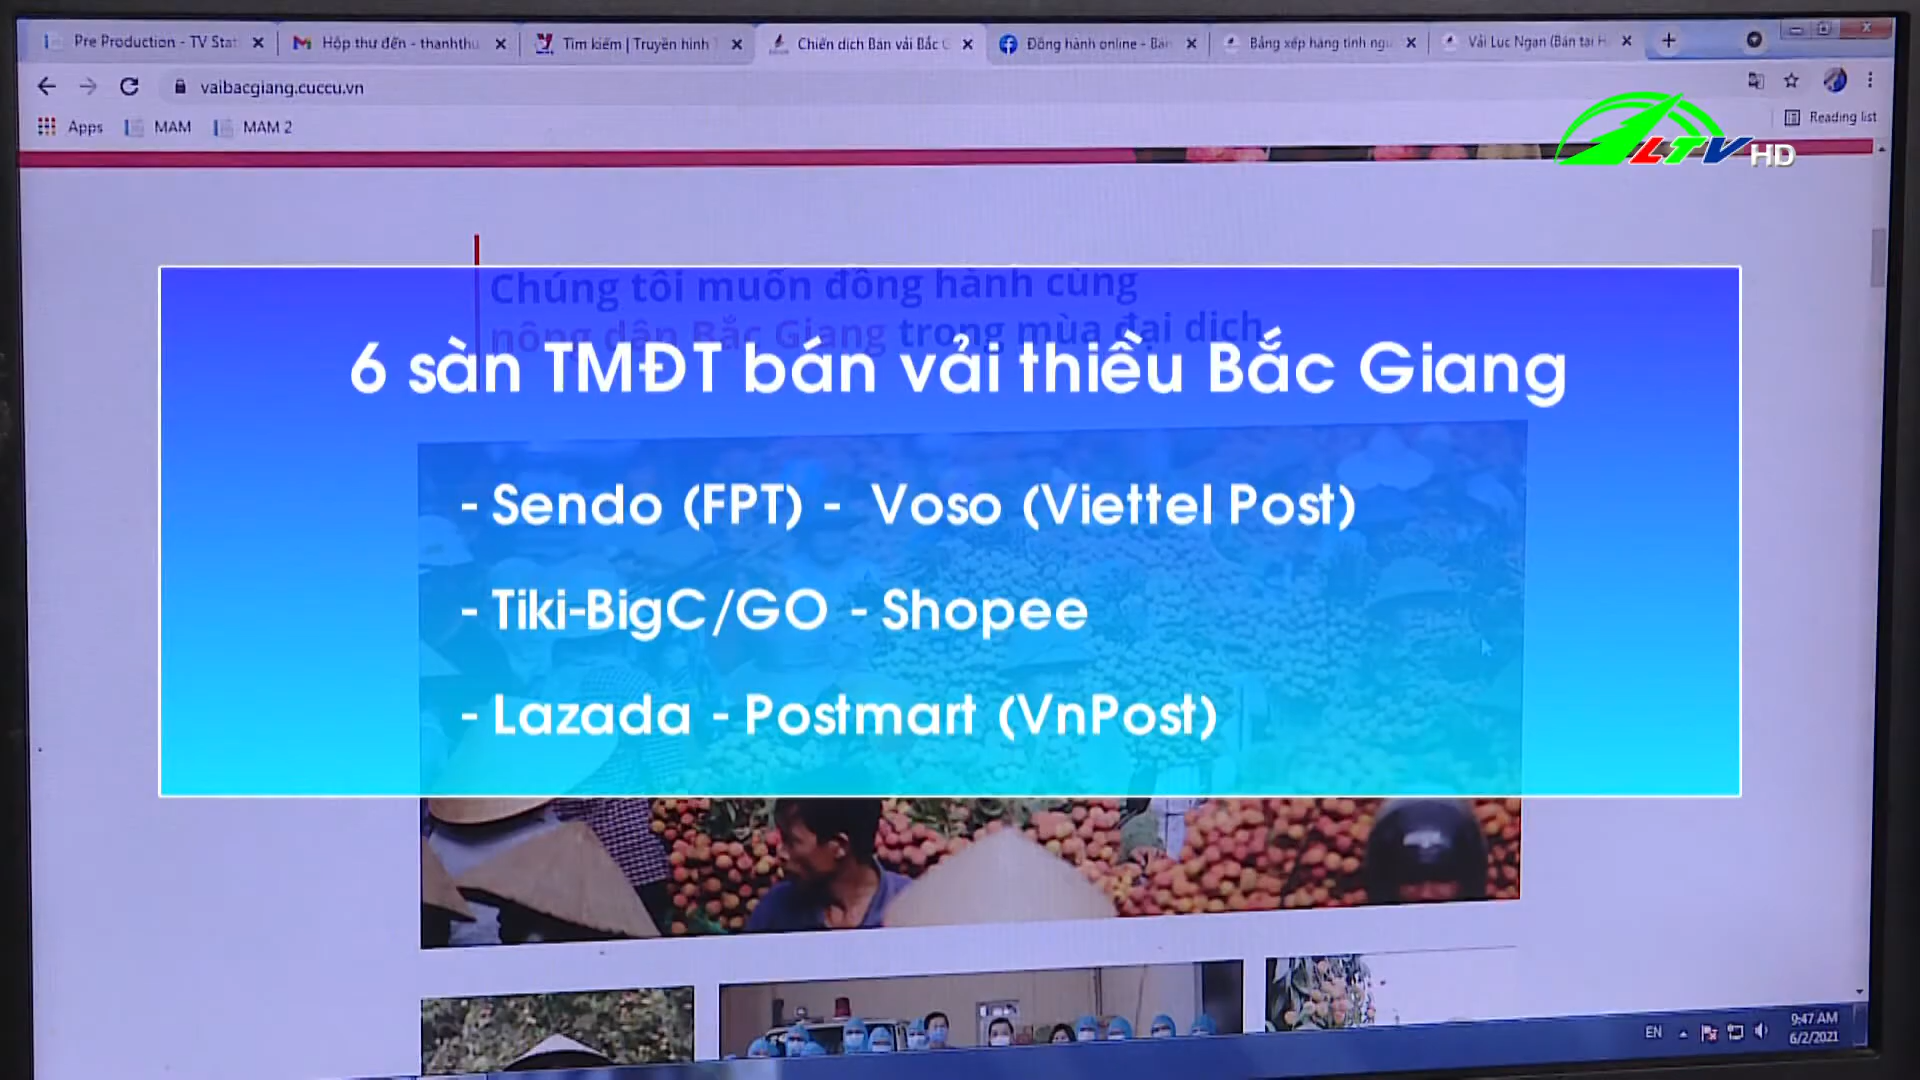 Pre Production - TV Stat
Hộp thư đến - thanhthu
Tìm kiếm | Truyền hình
Chiến dịch Bán vải Bắc G
Đồng hành online - Bán
Bảng xếp hạng tình ngu
Vải Lục Ngạn (Bán tại H
vaibacgiang.cuccu.vn
Apps
MAM
MAM 2
Reading list
LTV HD
Chúng tôi muốn đồng hành cùng
nông dân Bắc Giang trong mùa đại dịch
6 sàn TMĐT bán vải thiều Bắc Giang
- Sendo (FPT) - Voso (Viettel Post)
- Tiki-BigC/GO - Shopee
- Lazada - Postmart (VnPost)
EN
9:47 AM
6/2/2021